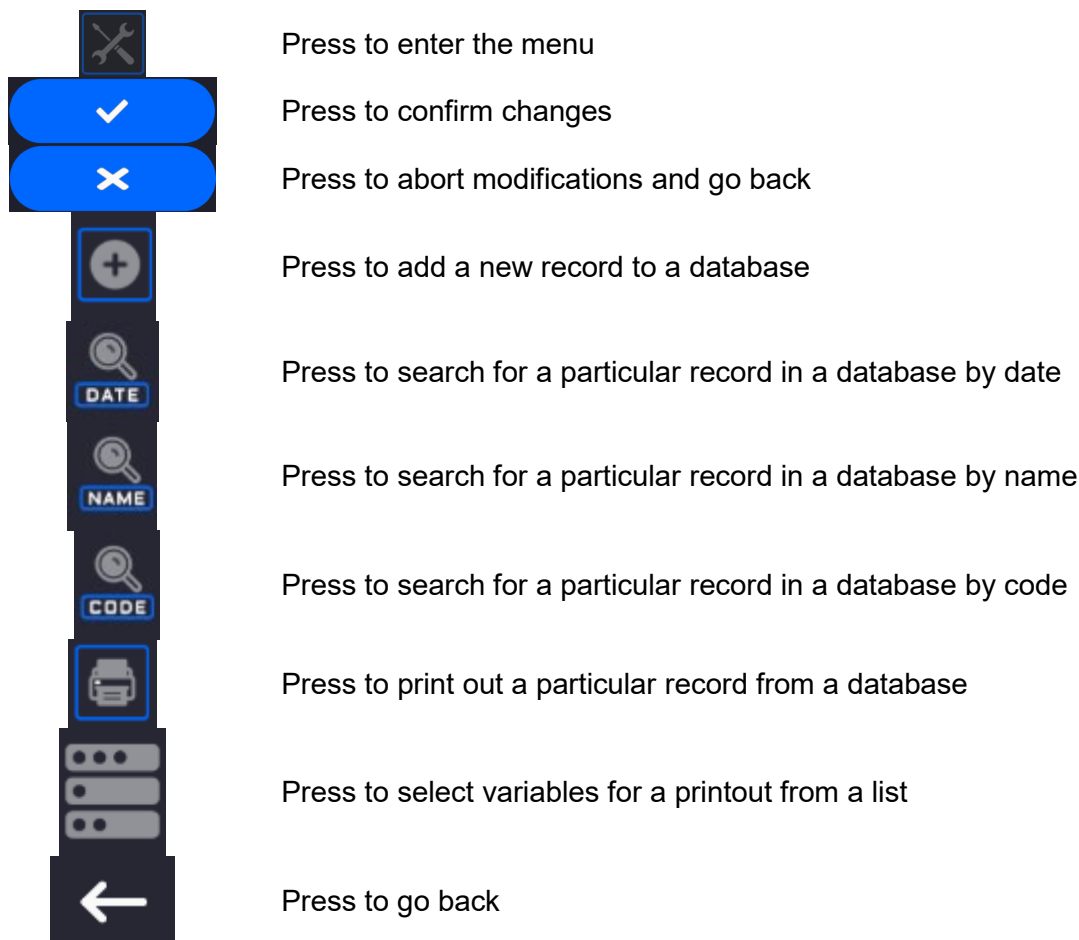 Press to enter the menu
Press to confirm changes
Press to abort modifications and go back
Press to add a new record to a database
DATE
Press to search for a particular record in a database by date
NAME
Press to search for a particular record in a database by name
CODE
Press to search for a particular record in a database by code
Press to print out a particular record from a database
Press to select variables for a printout from a list
Press to go back